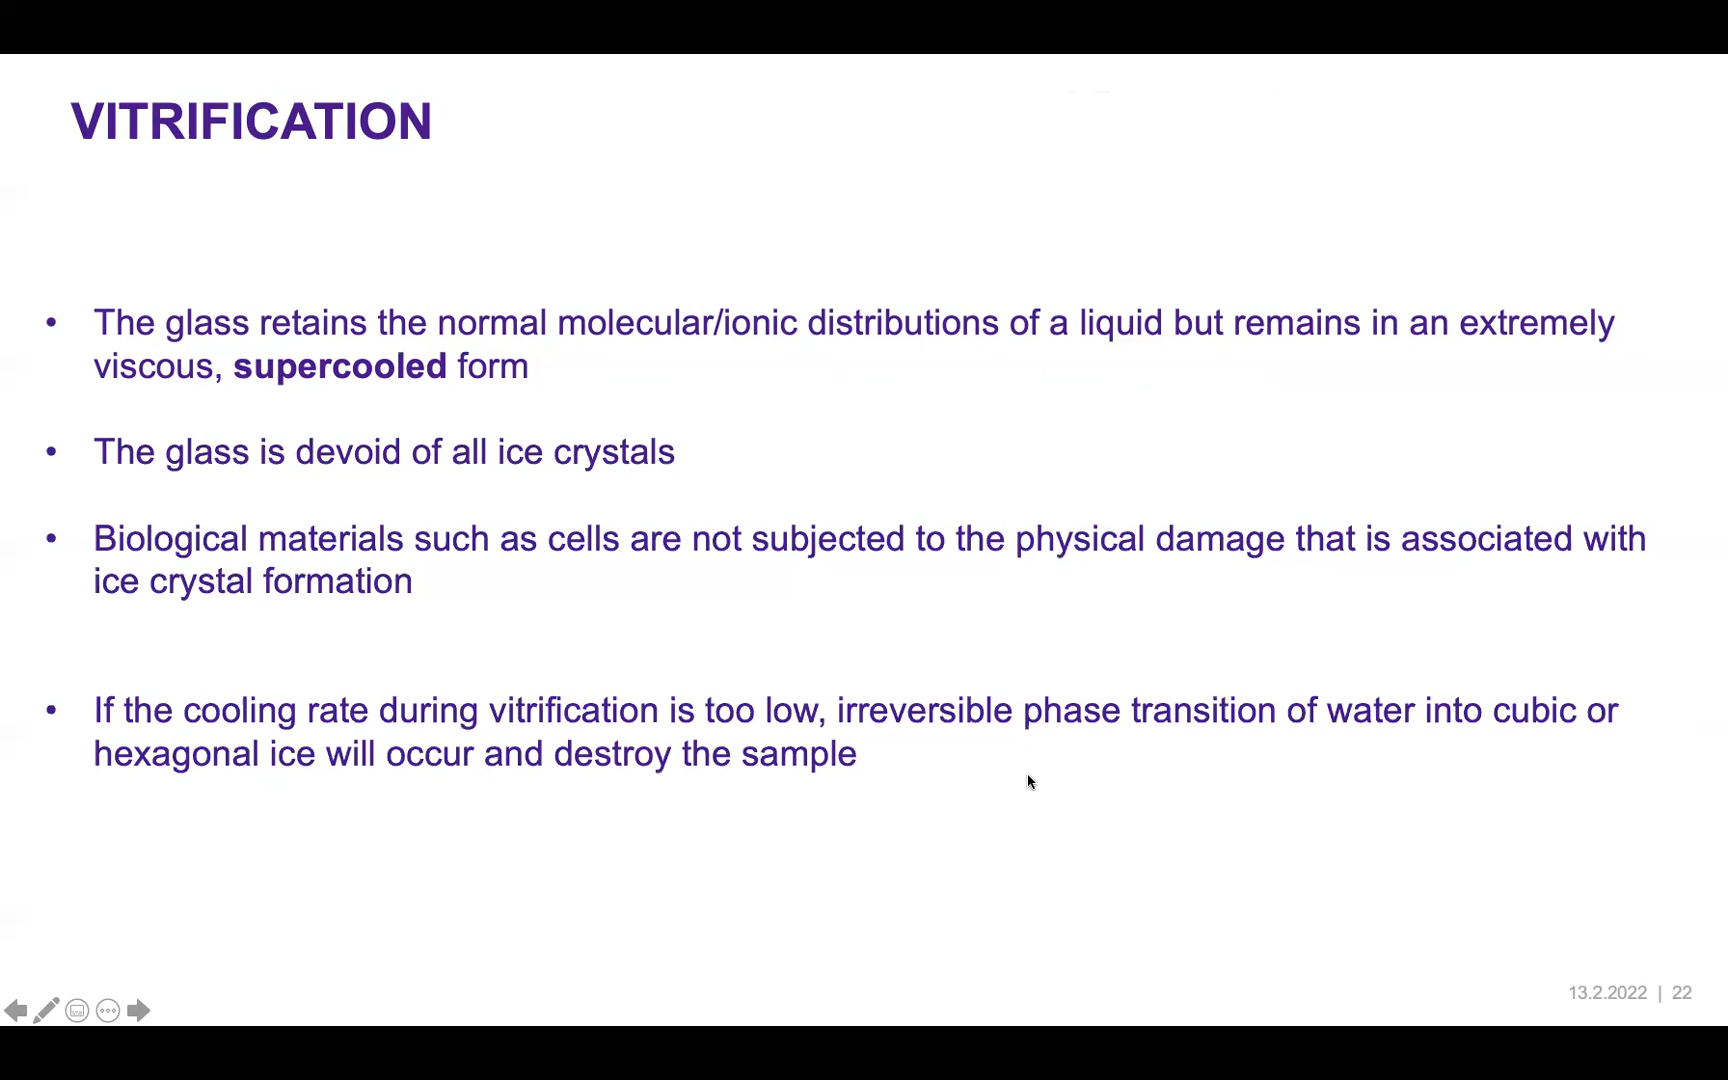 VITRIFICATION
• The glass retains the normal molecular/ionic distributions of a liquid but remains in an extremely
viscous, supercooled form
• The glass is devoid of all ice crystals
• Biological materials such as cells are not subjected to the physical damage that is associated with
ice crystal formation
• If the cooling rate during vitrification is too low, irreversible phase transition of water into cubic or
hexagonal ice will occur and destroy the sample
13.2.2022 | 22